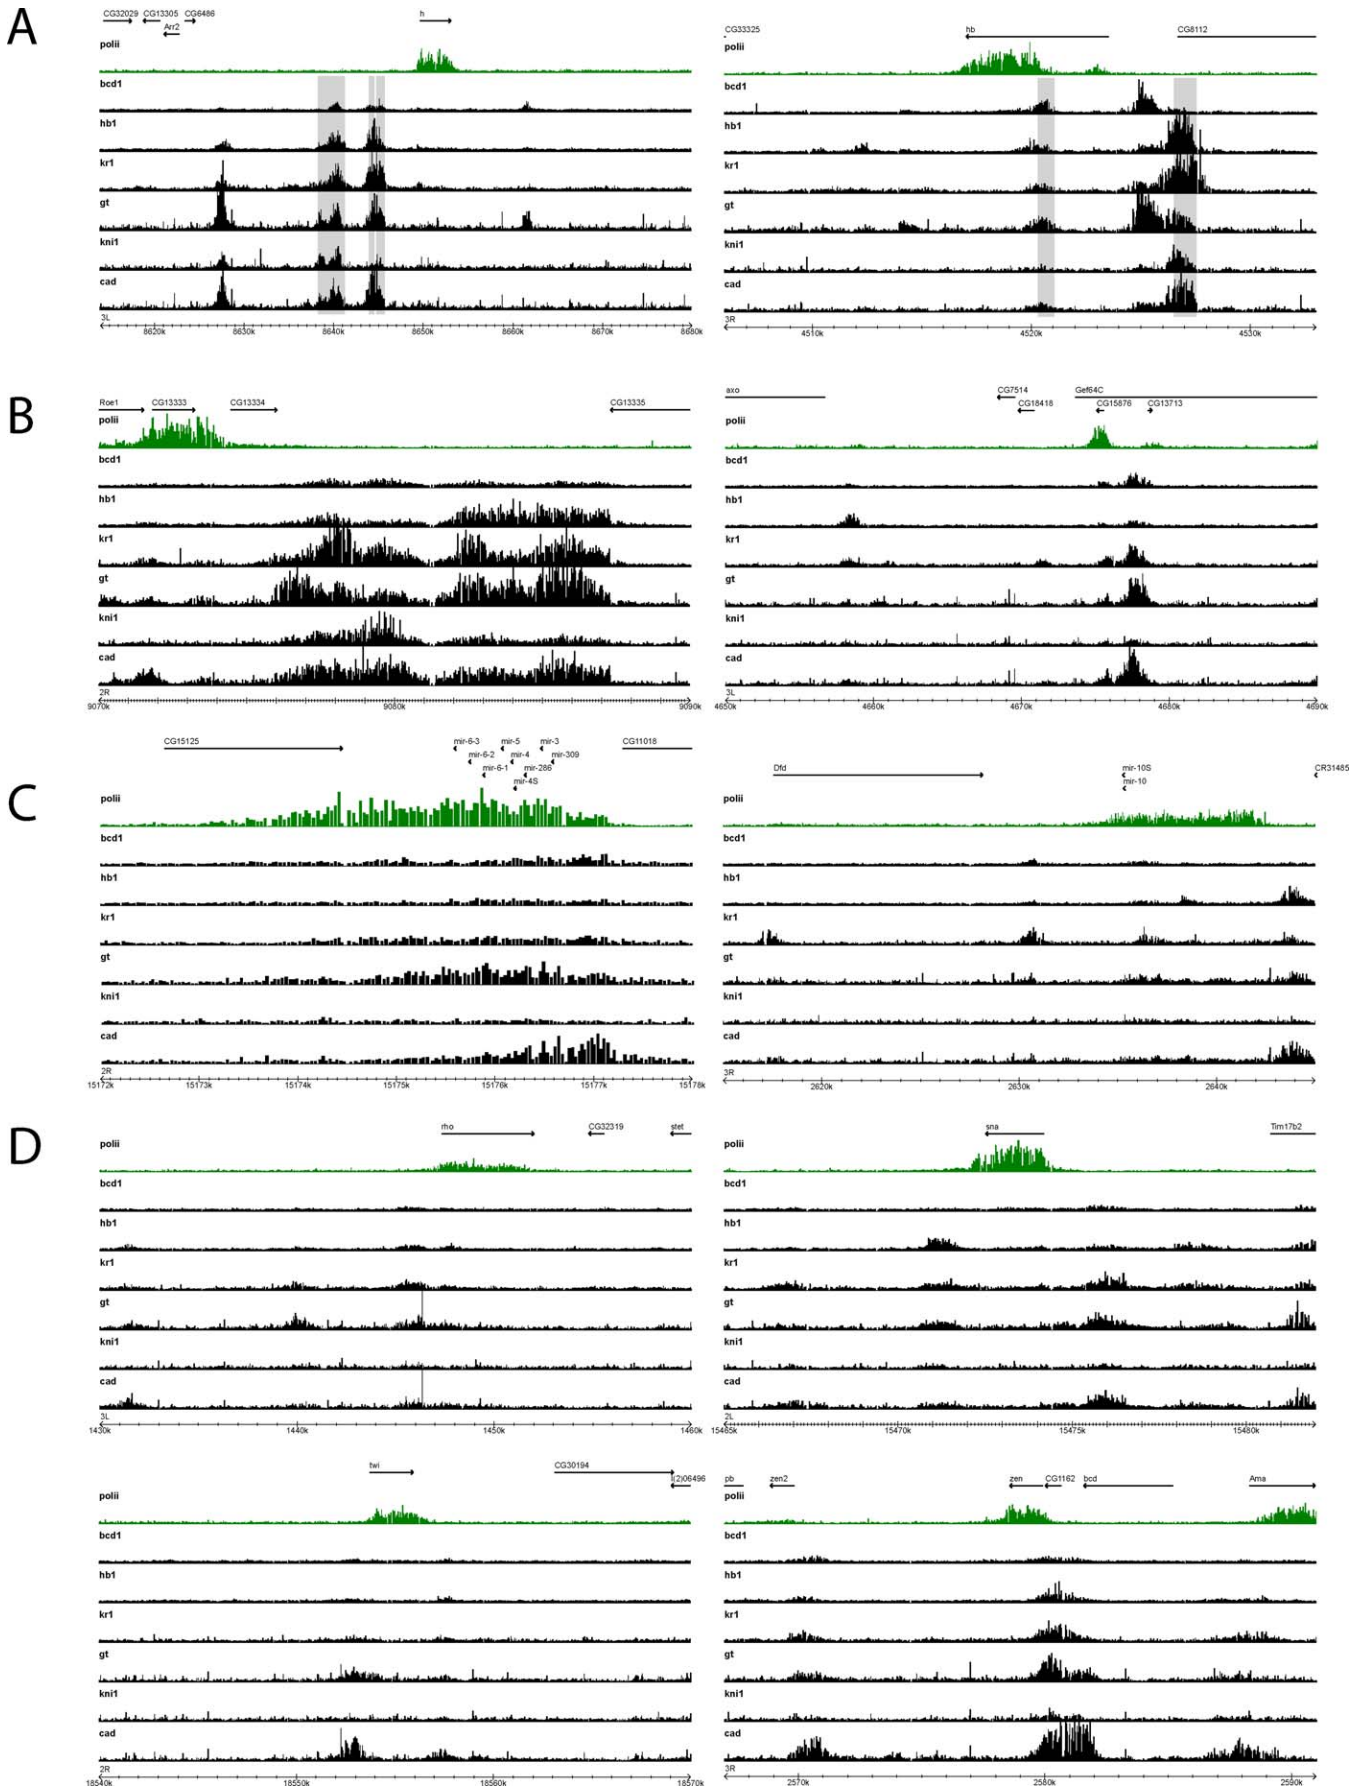 A
CG32029 CG13305 CG6486 h
Arr2
polii
bcd1
hb1
kr1
gt
kni1
cad
3L
8620k 8630k 8640k 8650k 8660k 8670k 8680k
CG33325 hb CG8112
polii
bcd1
hb1
kr1
gt
kni1
cad
3R
4510k 4520k 4530k
B
Roe1 CG13333 CG13334 CG13335
polii
bcd1
hb1
kr1
gt
kni1
cad
2R
9070k 9080k 9090k
axo CG7514 Gef64C
CG18418 CG15876 CG13713
polii
bcd1
hb1
kr1
gt
kni1
cad
3L
4650k 4660k 4670k 4680k 4690k
C
CG15125 mir-6-3 mir-5 mir-3 CG11018
mir-6-2 mir-4 mir-309
mir-6-1 mir-286
mir-4S
polii
bcd1
hb1
kr1
gt
kni1
cad
2R
15172k 15173k 15174k 15175k 15176k 15177k 15178k
Dfd mir-10S CR31485
mir-10
polii
bcd1
hb1
kr1
gt
kni1
cad
3R
2620k 2630k 2640k
D
rho CG32319 stet
polii
bcd1
hb1
kr1
gt
kni1
cad
3L
1430k 1440k 1450k 1460k
sna Tim17b2
polii
bcd1
hb1
kr1
gt
kni1
cad
2L
15465k 15470k 15475k 15480k
twi CG30194
l(2)06496
polii
bcd1
hb1
kr1
gt
kni1
cad
2R
18540k 18550k 18560k 18570k
pb zen2 zen CG1162 bcd Ama
polii
bcd1
hb1
kr1
gt
kni1
cad
3R
2570k 2580k 2590k